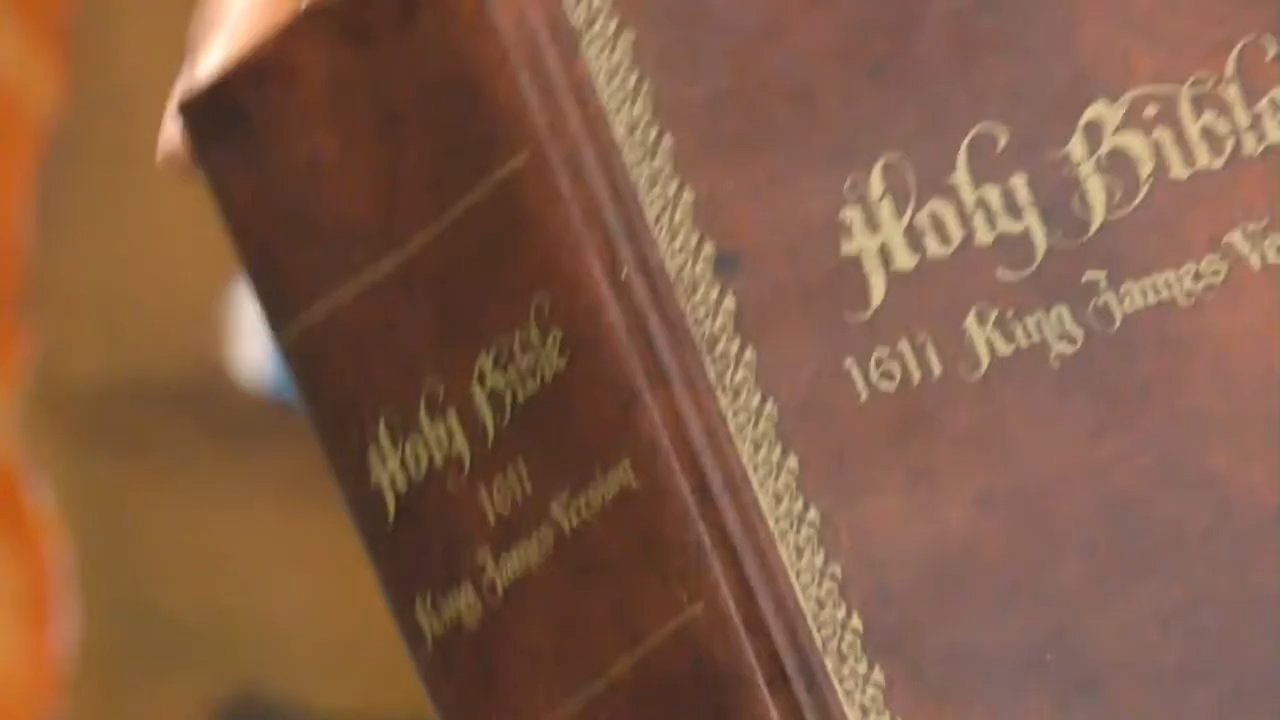 Holy Bible
1611
King James Version
Holy Bible
1611 King James